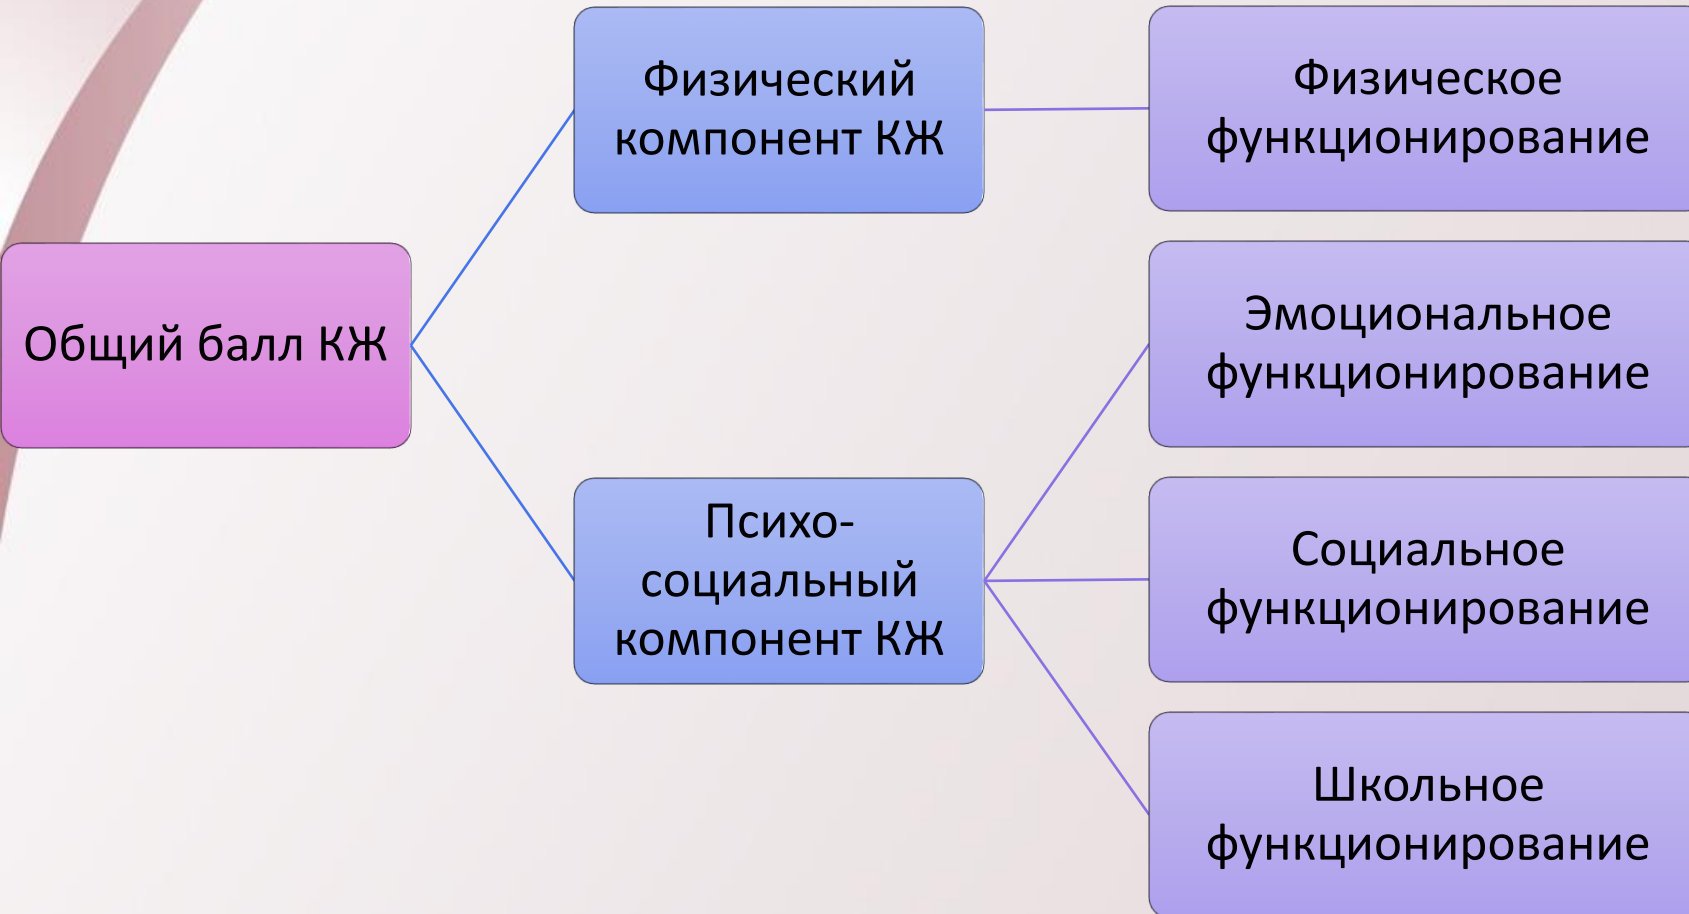 Общий балл КЖ
Физический
компонент КЖ
Психо-
социальный
компонент КЖ
Физическое
функционирование
Эмоциональное
функционирование
Социальное
функционирование
Школьное
функционирование